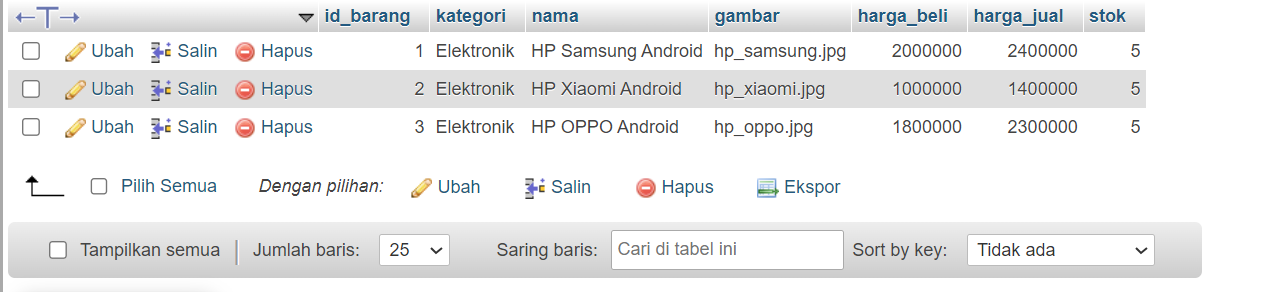 id_barang kategori nama gambar harga_beli harga_jual stok
Ubah Salin Hapus 1 Elektronik HP Samsung Android hp_samsung.jpg 2000000 2400000 5
Ubah Salin Hapus 2 Elektronik HP Xiaomi Android hp_xiaomi.jpg 1000000 1400000 5
Ubah Salin Hapus 3 Elektronik HP OPPO Android hp_oppo.jpg 1800000 2300000 5
Pilih Semua Dengan pilihan: Ubah Salin Hapus Ekspor
Tampilkan semua Jumlah baris: 25 Saring baris: Cari di tabel ini Sort by key: Tidak ada